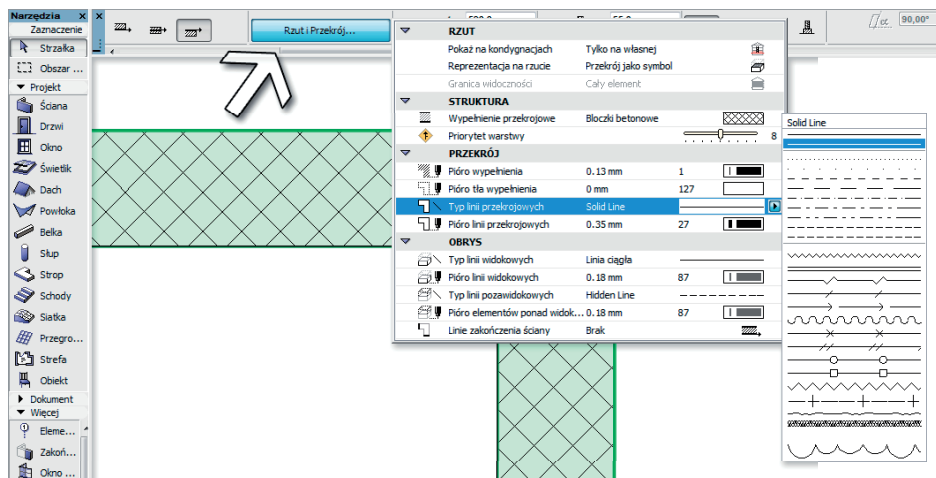 Narzędzia
Zaznaczenie
Strzałka
Obszar ...
Projekt
Ściana
Drzwi
Okno
Świetlik
Dach
Powłoka
Belka
Słup
Strop
Schody
Siatka
Przegro...
Strefa
Obiekt
Dokument
Więcej
Eleme...
Zakoń...
Okno ...
Rzut i Przekrój...
90,00°
RZUT
Pokaż na kondygnacjach Tylko na własnej
Reprezentacja na rzucie Przekrój jako symbol
Granica widoczności Cały element
STRUKTURA
Wypełnienie przekrojowe Bloczki betonowe
Priorytet warstwy 8
PRZEKRÓJ
Pióro wypełnienia 0.13 mm 1
Pióro tła wypełnienia 0 mm 127
Typ linii przekrojowych Solid Line
Pióro linii przekrojowych 0.35 mm 27
OBRYS
Typ linii widokowych Linia ciągła
Pióro linii widokowych 0.18 mm 87
Typ linii pozawidokowych Hidden Line
Pióro elementów ponad widok... 0.18 mm 87
Linie zakończenia ściany Brak
Solid Line